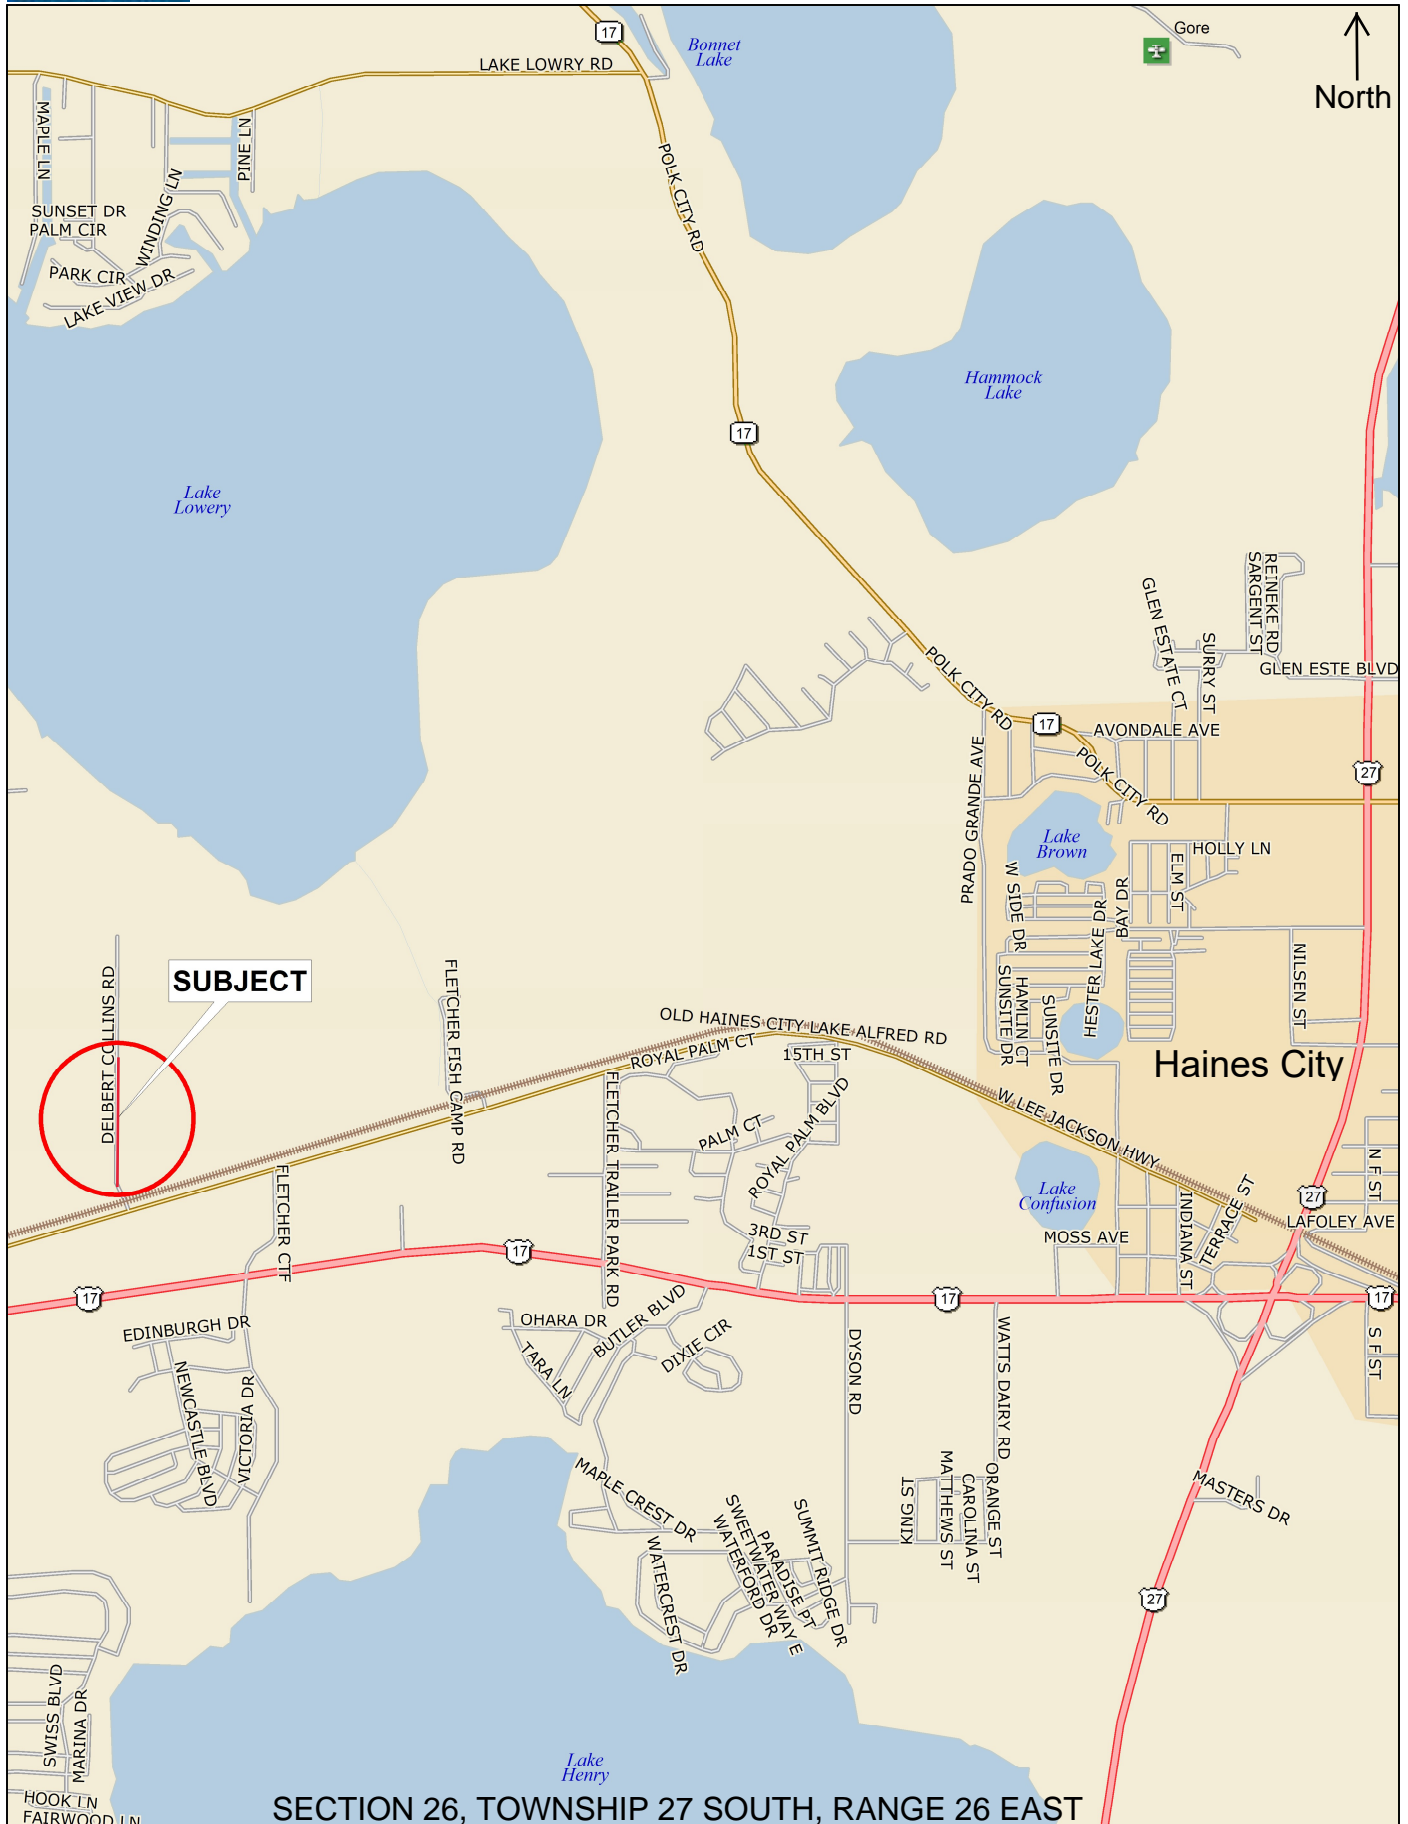 17
Bonnet
Lake
Gore
North
LAKE LOWRY RD
MAPLE LN
PINE LN
POLK CITY RD
WINDING LN
SUNSET DR
PALM CIR
PARK CIR
LAKE VIEW DR
Hammock
Lake
17
Lake
Lowery
REINEKE RD
SARGENT ST
GLEN ESTATE CT
SURRY ST
GLEN ESTE BLVD
POLK CITY RD
17
AVONDALE AVE
PRADO GRANDE AVE
POLK CITY RD
27
Lake
Brown
HOLLY LN
ELM ST
W SIDE DR
BAY DR
HESTER LAKE DR
NILSEN ST
SUBJECT
DELBERT COLLINS RD
FLETCHER FISH CAMP RD
SUNSITE DR
HAMLIN CT
SUNSITE DR
OLD HAINES CITY LAKE ALFRED RD
ROYAL PALM CT
15TH ST
Haines City
FLETCHER TRAILER PARK RD
PALM CT
ROYAL PALM BLVD
W LEE JACKSON HWY
N F ST
FLETCHER CTF
Lake
Confusion
INDIANA ST
TERRACE ST
27
LAFOLEY AVE
3RD ST
1ST ST
MOSS AVE
17
17
17
17
EDINBURGH DR
OHARA DR
BUTLER BLVD
DIXIE CIR
TARA LN
DYSON RD
WATTS DAIRY RD
S F ST
NEWCASTLE BLVD
VICTORIA DR
MAPLE CREST DR
KING ST
MATTHEWS ST
CAROLINA ST
ORANGE ST
MASTERS DR
SWEETWATER WAY E
WATERFORD DR
PARADISE PT
SUMMIT RIDGE DR
WATERCREST DR
27
SWISS BLVD
MARINA DR
Lake
Henry
HOOK LN
FAIRWOOD LN
SECTION 26, TOWNSHIP 27 SOUTH, RANGE 26 EAST